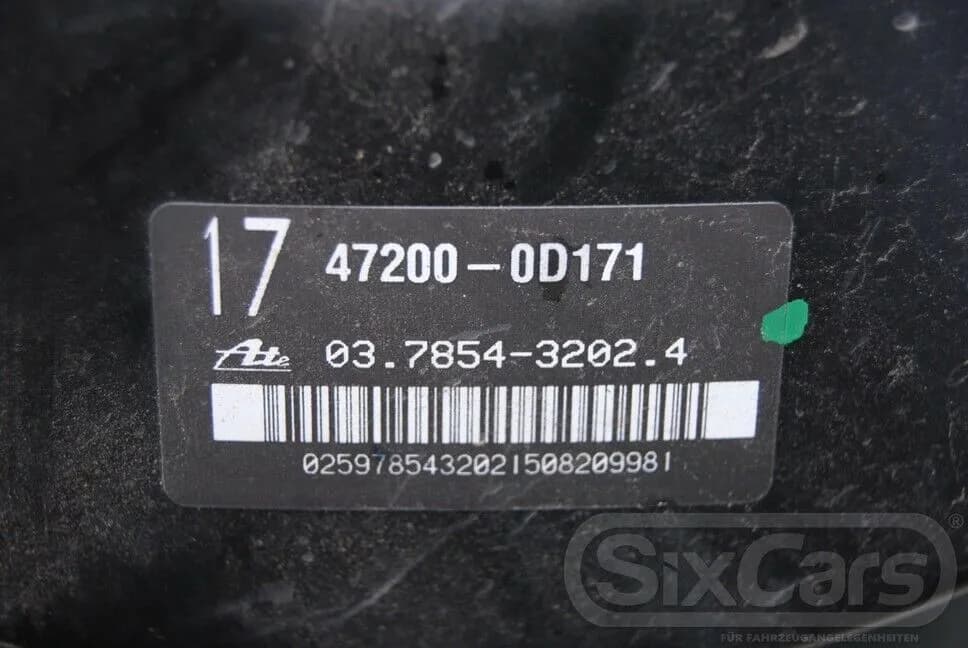 17 47200-0D171
Ate 03.7854-3202.4
0259785432021508209981
SixCars®
FÜR FAHRZEUGANGELEGENHEITEN